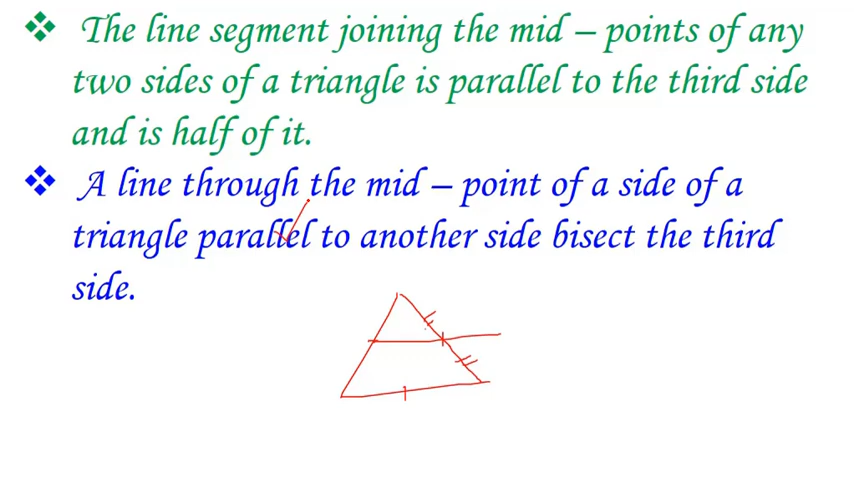 The line segment joining the mid – points of any
two sides of a triangle is parallel to the third side
and is half of it.
A line through the mid – point of a side of a
triangle parallel to another side bisect the third
side.